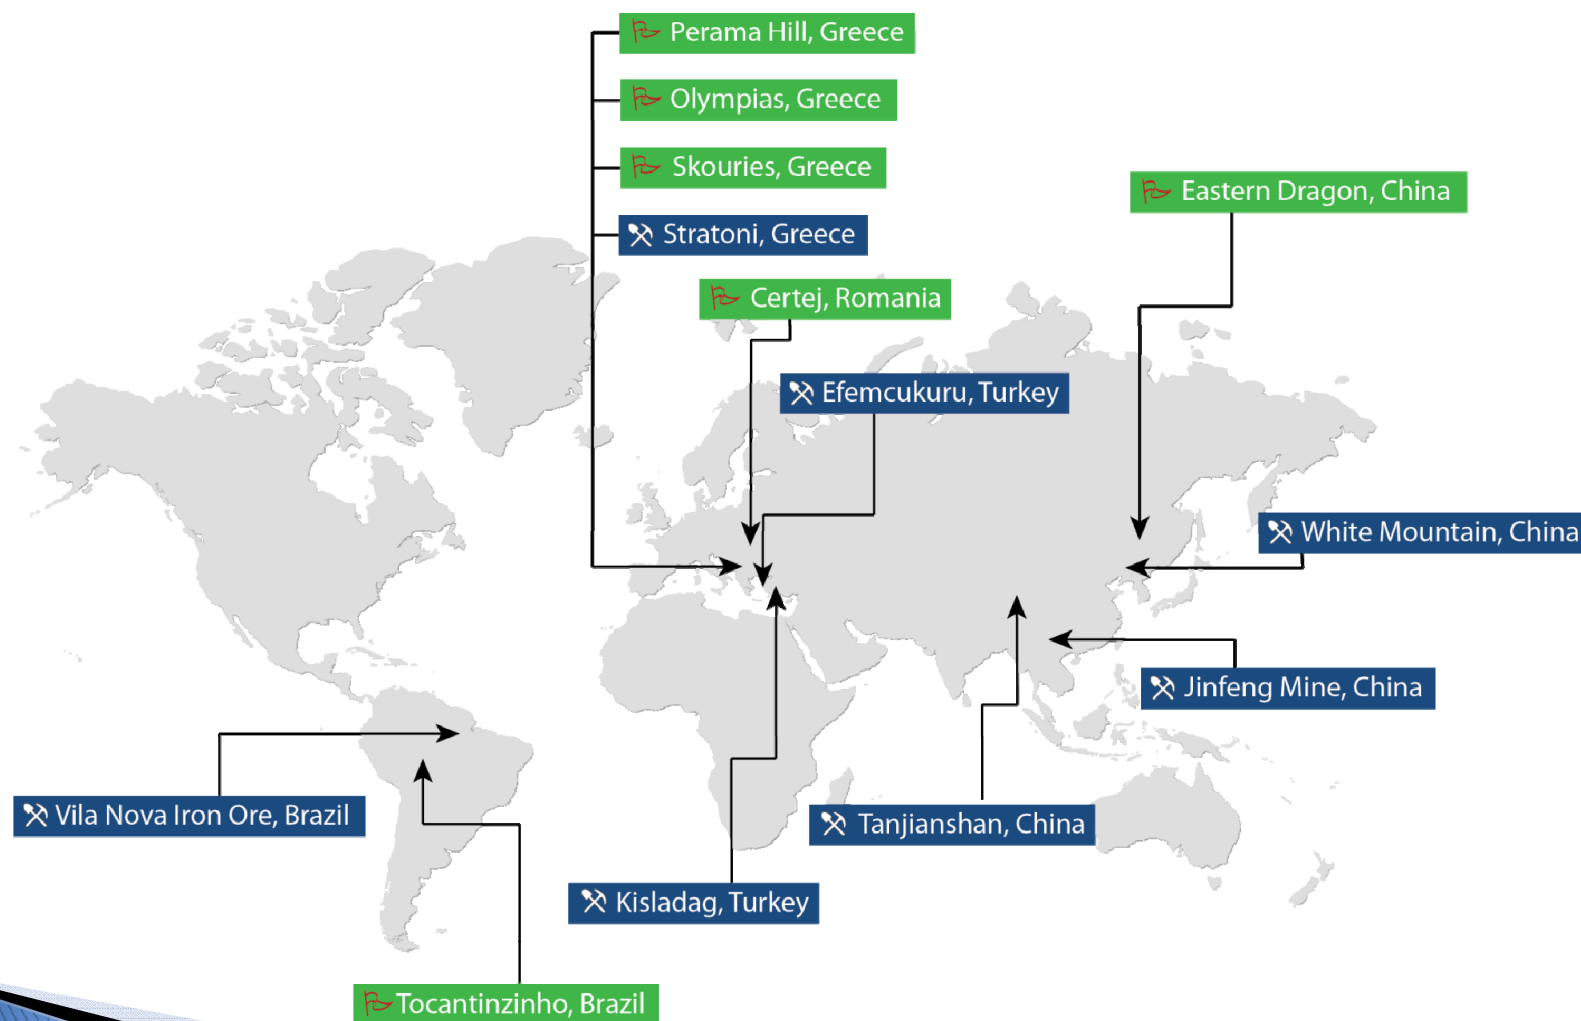 Perama Hill, Greece
Olympias, Greece
Skouries, Greece
Eastern Dragon, China
Stratoni, Greece
Certej, Romania
Efemcukuru, Turkey
White Mountain, China
Jinfeng Mine, China
Vila Nova Iron Ore, Brazil
Tanjianshan, China
Kisladag, Turkey
Tocantinzinho, Brazil